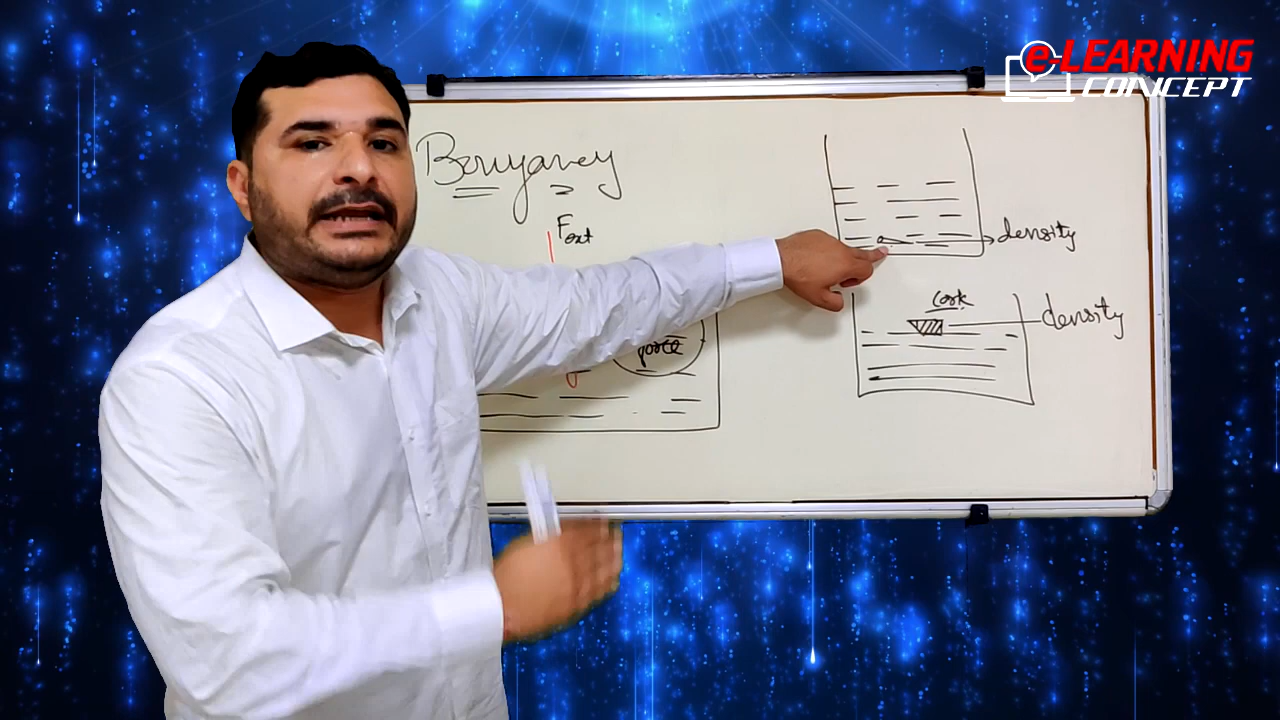 e-LEARNING
CONCEPT
Bouyancy
Fext
force
density
cork
density